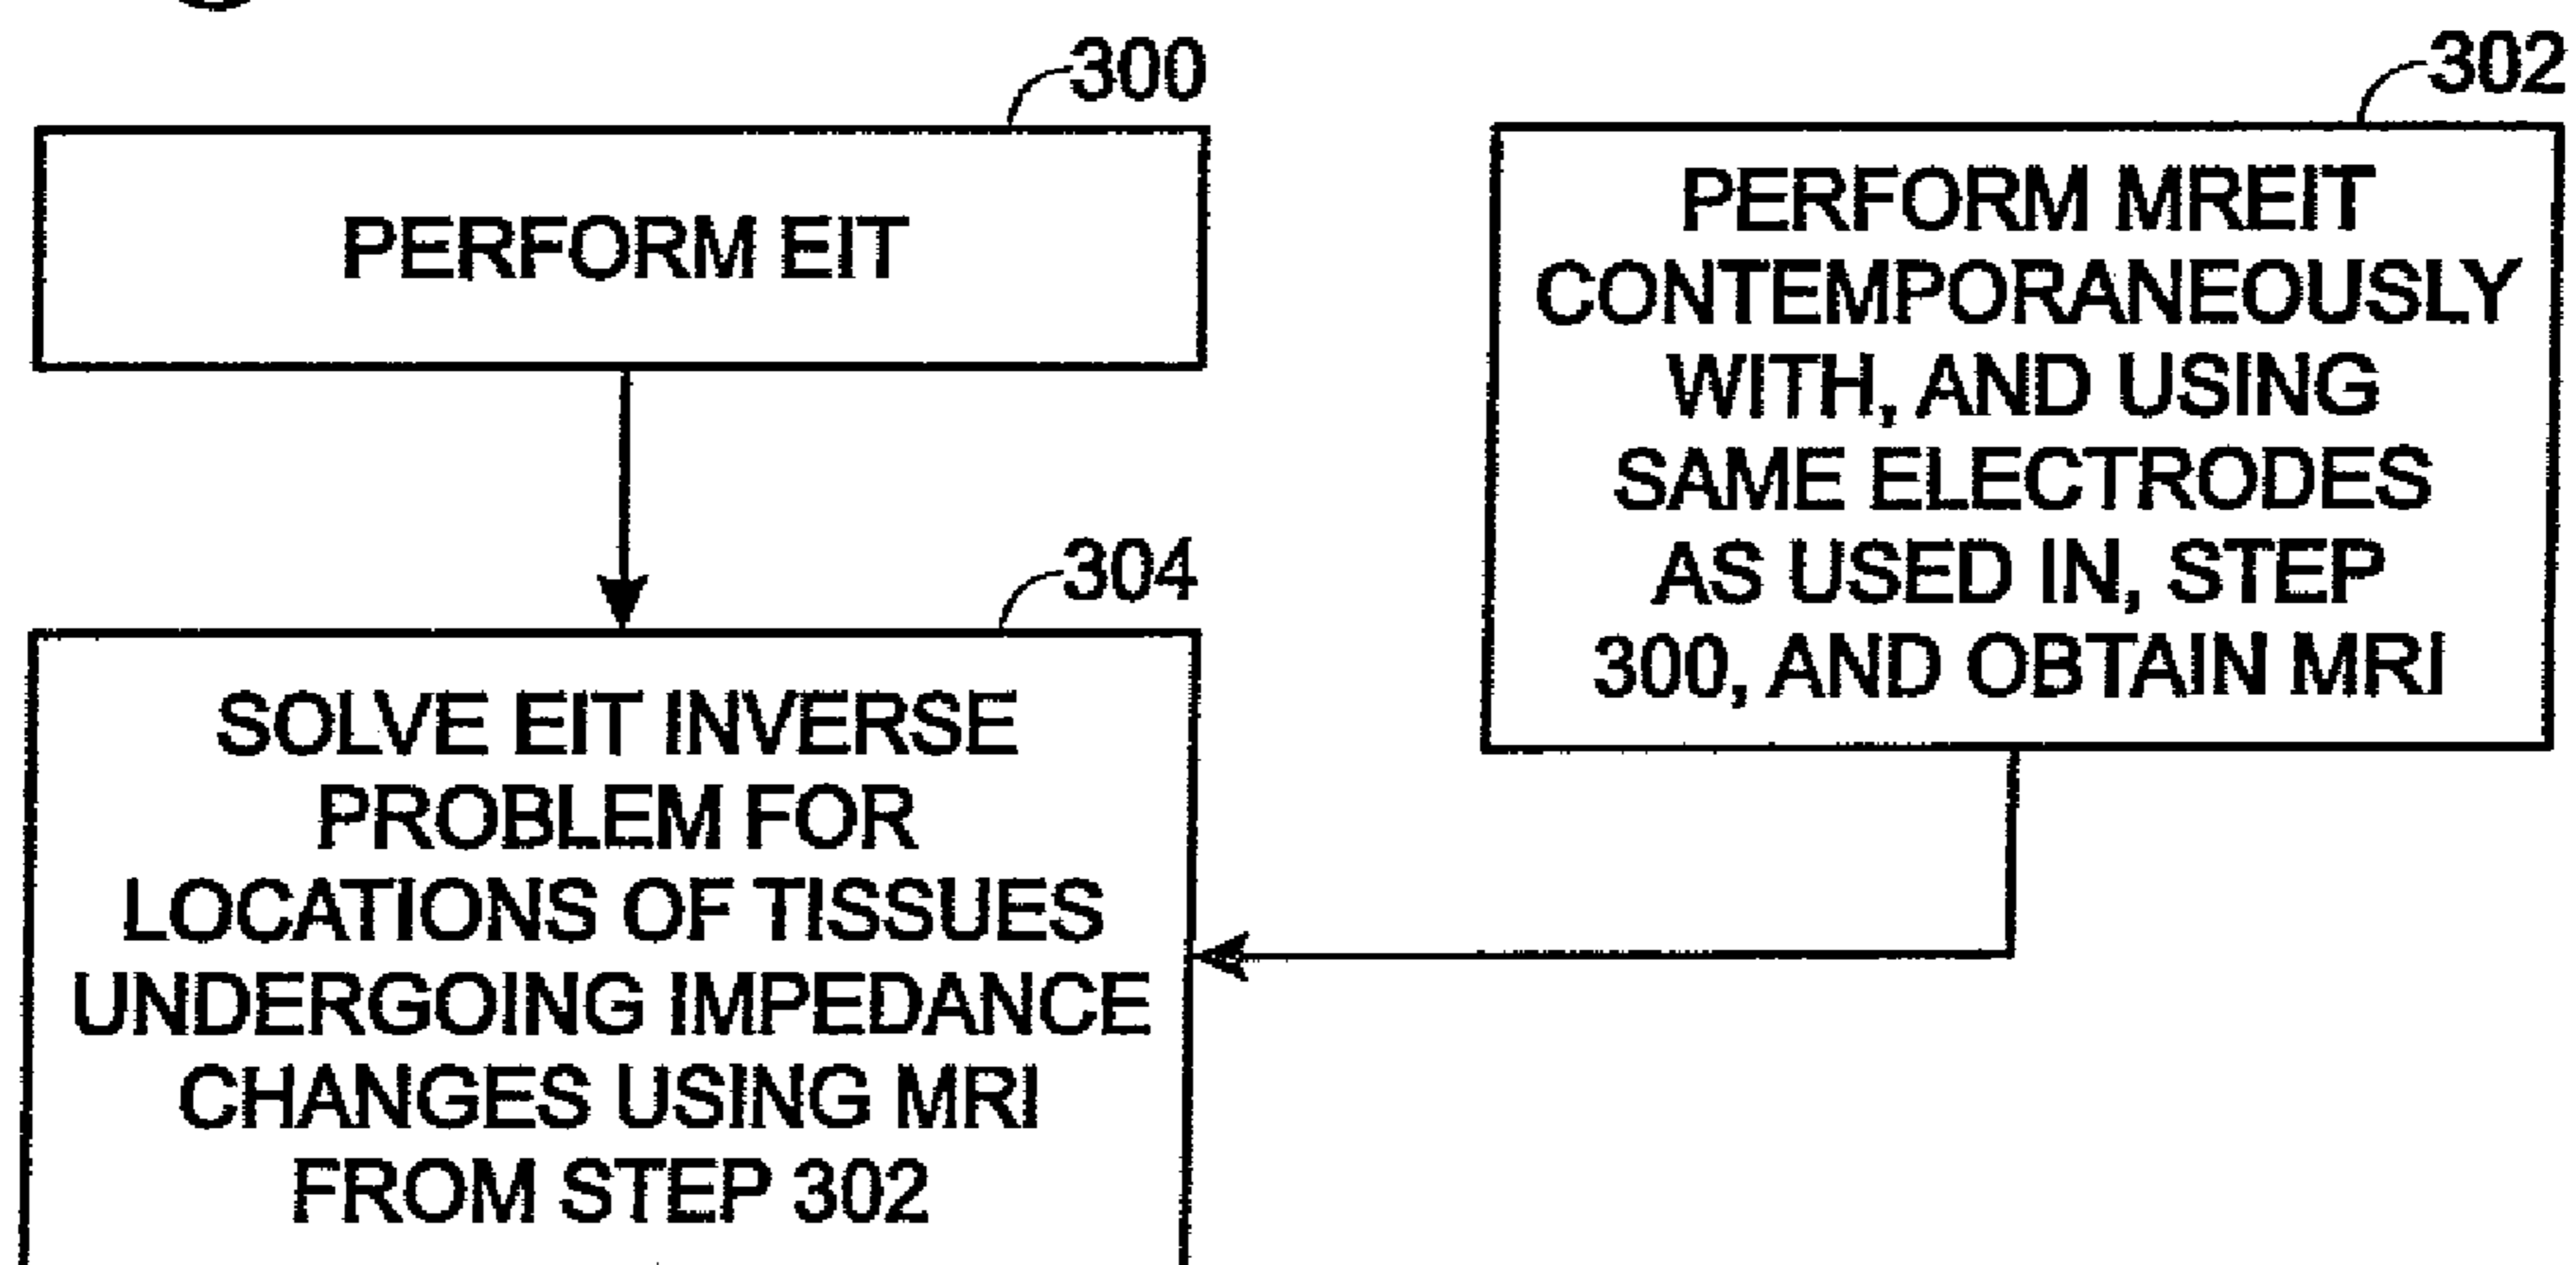 300
PERFORM EIT
302
PERFORM MREIT
CONTEMPORANEOUSLY
WITH, AND USING
SAME ELECTRODES
AS USED IN, STEP
300, AND OBTAIN MRI
304
SOLVE EIT INVERSE
PROBLEM FOR
LOCATIONS OF TISSUES
UNDERGOING IMPEDANCE
CHANGES USING MRI
FROM STEP 302